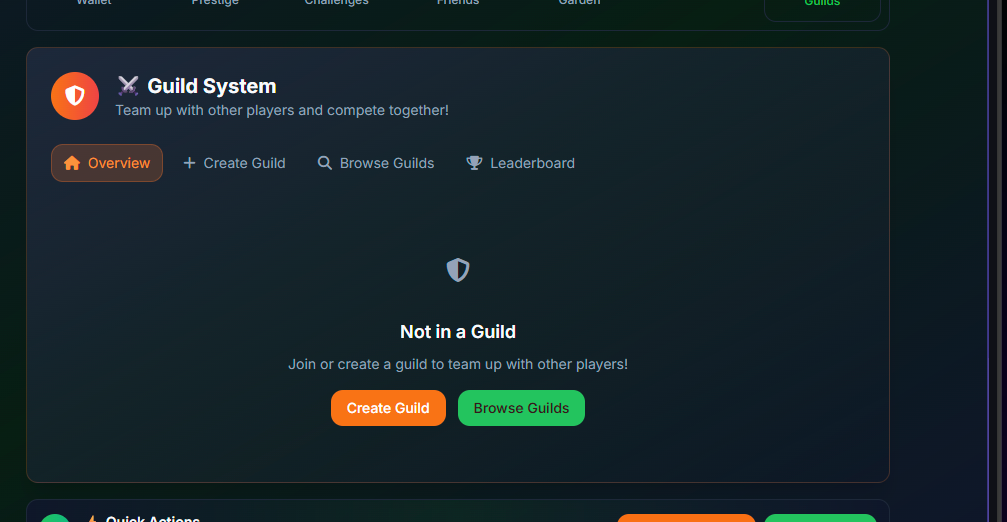 Wallet Prestige Challenges Friends Garden Guilds
Guild System
Team up with other players and compete together!
Overview Create Guild Browse Guilds Leaderboard
Not in a Guild
Join or create a guild to team up with other players!
Create Guild Browse Guilds
Quick Actions